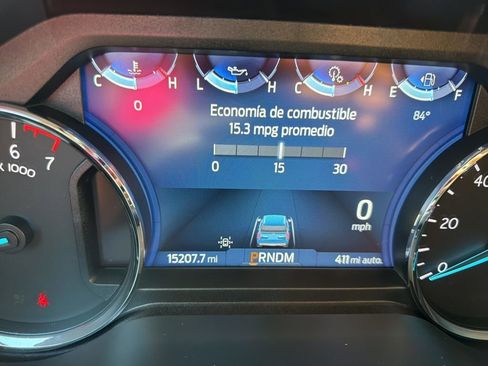 C H L H C H E F
0 84°
Economía de combustible
15.3 mpg promedio
0 15 30
6
7
X 1000
0
mph
40
20
0
15207.7 mi PRNDM 411 mi auto.